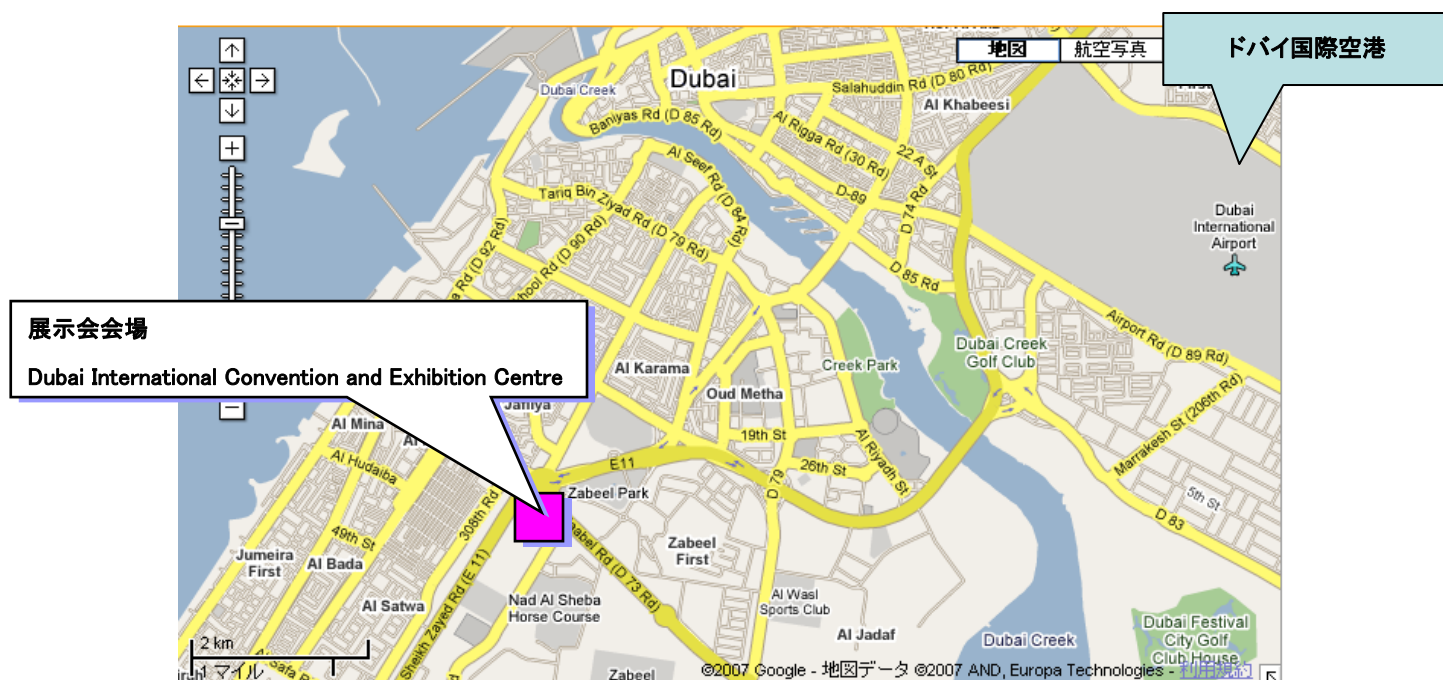 ドバイ国際空港
地図
航空写真
Dubai
Dubai Creek
Salahuddin Rd (D 80 Rd)
Al Khabeesi
Baniyas Rd (D 85 Rd)
Al Rigga Rd (30 Rd)
22 A St
Al Seef Rd (D 84 Rd)
D-89
D 74 Rd
Tariq Bin Ziyad Rd (D 79 Rd)
Dubai
International
Airport
D 85 Rd
展示会会場
Dubai International Convention and Exhibition Centre
Airport Rd (D 89 Rd)
Dubai Creek
Golf Club
Creek Park
Al Karama
Oud Metha
Jafliya
Al Mina
Al Hudaiba
19th St
Al Riyadh St
26th St
E11
D 79
Marrakesh St (206th Rd)
5th St
D 83
Zabeel Park
308th Rd
49th St
Jumeira
First
Al Bada
Zabeel
First
Al Satwa
Sheikh Zayed Rd (E 11)
Nad Al Sheba
Horse Course
Al Wasl
Sports Club
Al Jadaf
Dubai Creek
Dubai Festival
City Golf
Club House
2 km
1 マイル
Zabeel
©2007 Google - 地図データ ©2007 AND, Europa Technologies - 利用規約